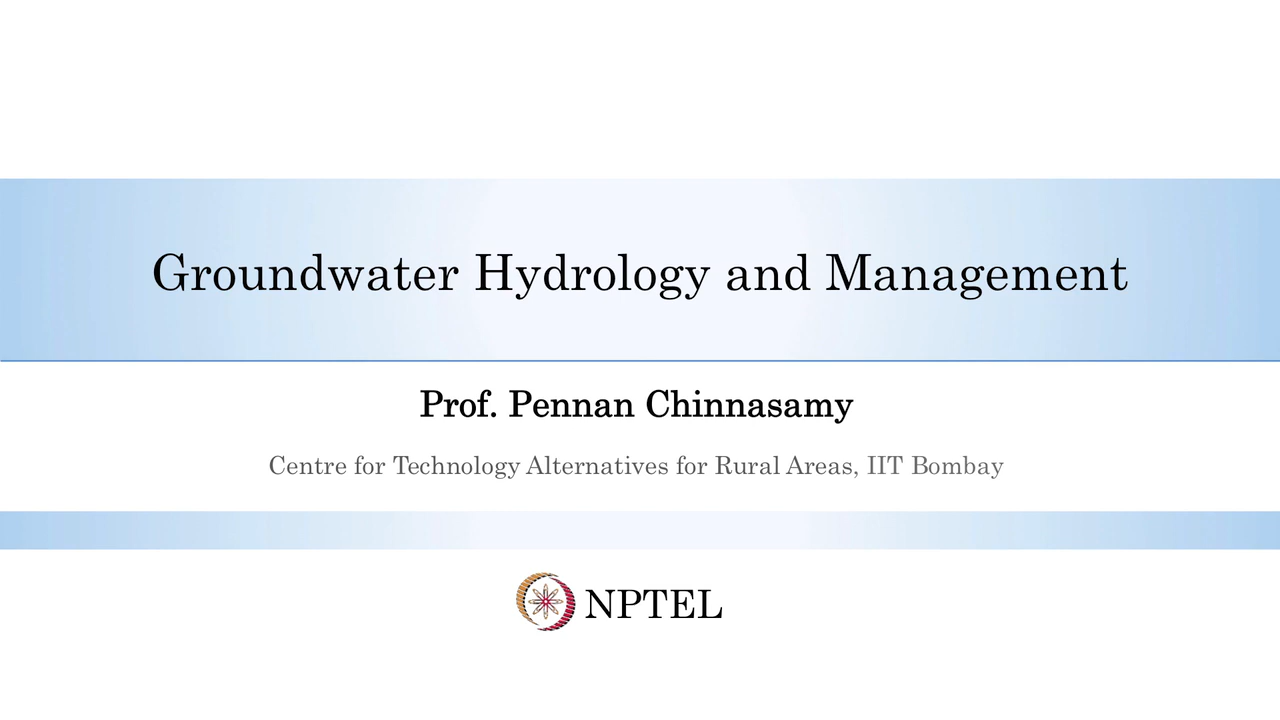 Groundwater Hydrology and Management
Prof. Pennan Chinnasamy
Centre for Technology Alternatives for Rural Areas, IIT Bombay
NPTEL